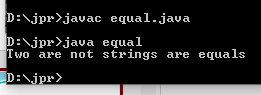 D:\jpr>javac equal.java
D:\jpr>java equal
Two are not strings are equals
D:\jpr>